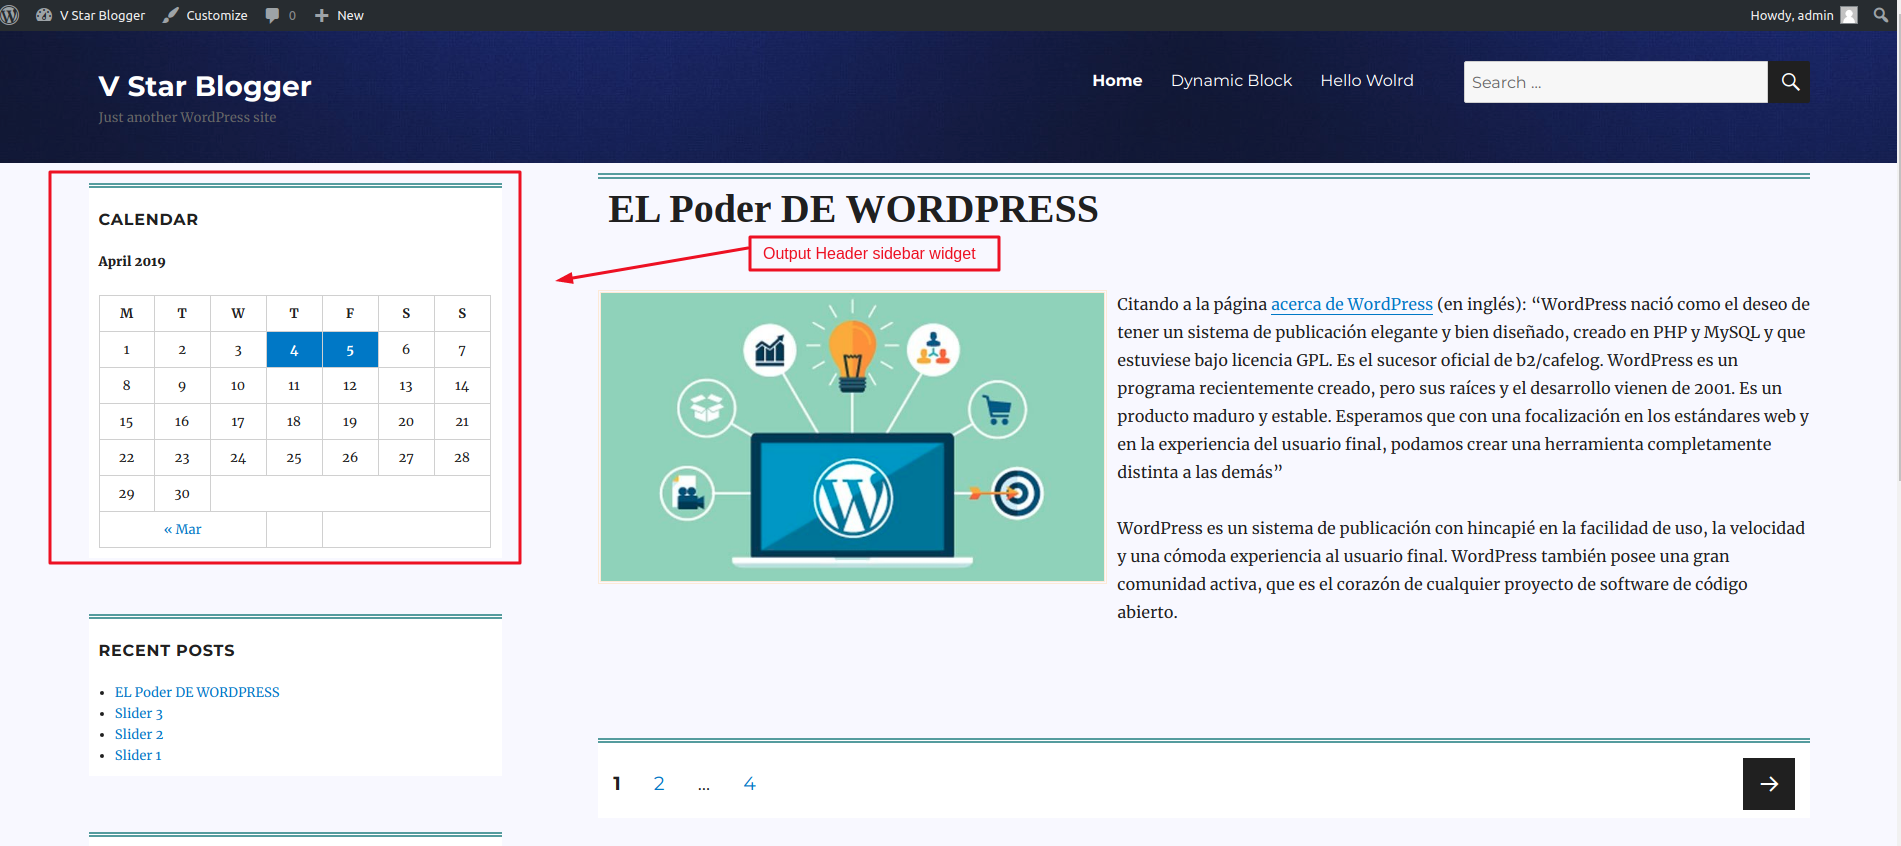 V Star Blogger Customize 0 New Howdy, admin
V Star Blogger
Just another WordPress site
Home Dynamic Block Hello Wolrd Search ...
CALENDAR
April 2019
M T W T F S S
1 2 3 4 5 6 7
8 9 10 11 12 13 14
15 16 17 18 19 20 21
22 23 24 25 26 27 28
29 30
« Mar
RECENT POSTS
EL Poder DE WORDPRESS
Slider 3
Slider 2
Slider 1
EL Poder DE WORDPRESS
Output Header sidebar widget
Citando a la página acerca de WordPress (en inglés): “WordPress nació como el deseo de
tener un sistema de publicación elegante y bien diseñado, creado en PHP y MySQL y que
estuviese bajo licencia GPL. Es el sucesor oficial de b2/cafelog. WordPress es un
programa recientemente creado, pero sus raíces y el desarrollo vienen de 2001. Es un
producto maduro y estable. Esperamos que con una focalización en los estándares web y
en la experiencia del usuario final, podamos crear una herramienta completamente
distinta a las demás”
WordPress es un sistema de publicación con hincapié en la facilidad de uso, la velocidad
y una cómoda experiencia al usuario final. WordPress también posee una gran
comunidad activa, que es el corazón de cualquier proyecto de software de código
abierto.
1 2 ... 4